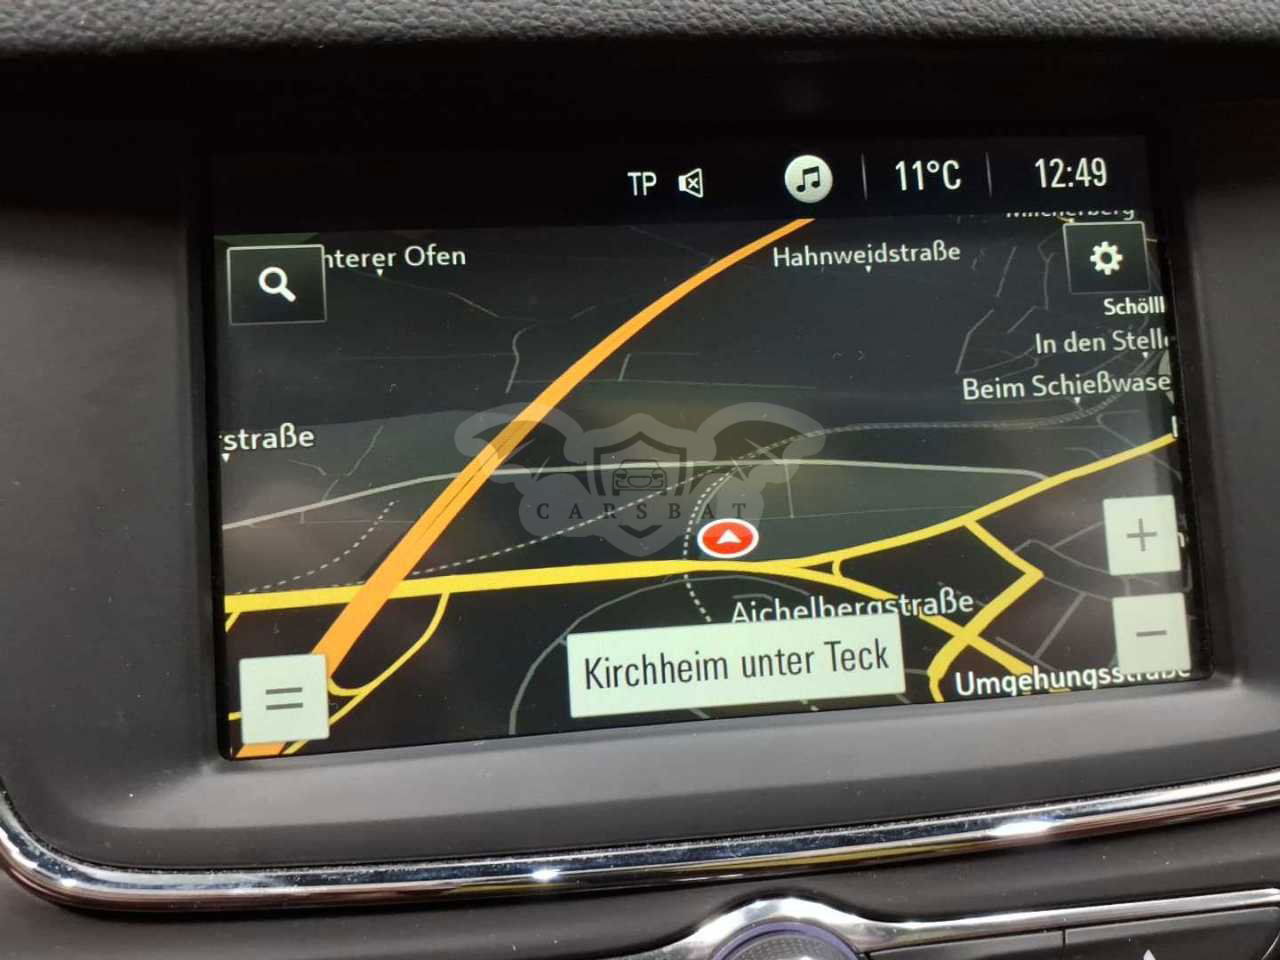 TP
11°C
12:49
nterer Ofen
Hahnweidstraße
Schölll
In den Stell
Beim Schießwase
straße
CARSBAT
Aichelbergstraße
Kirchheim unter Teck
Umgehungsstraße